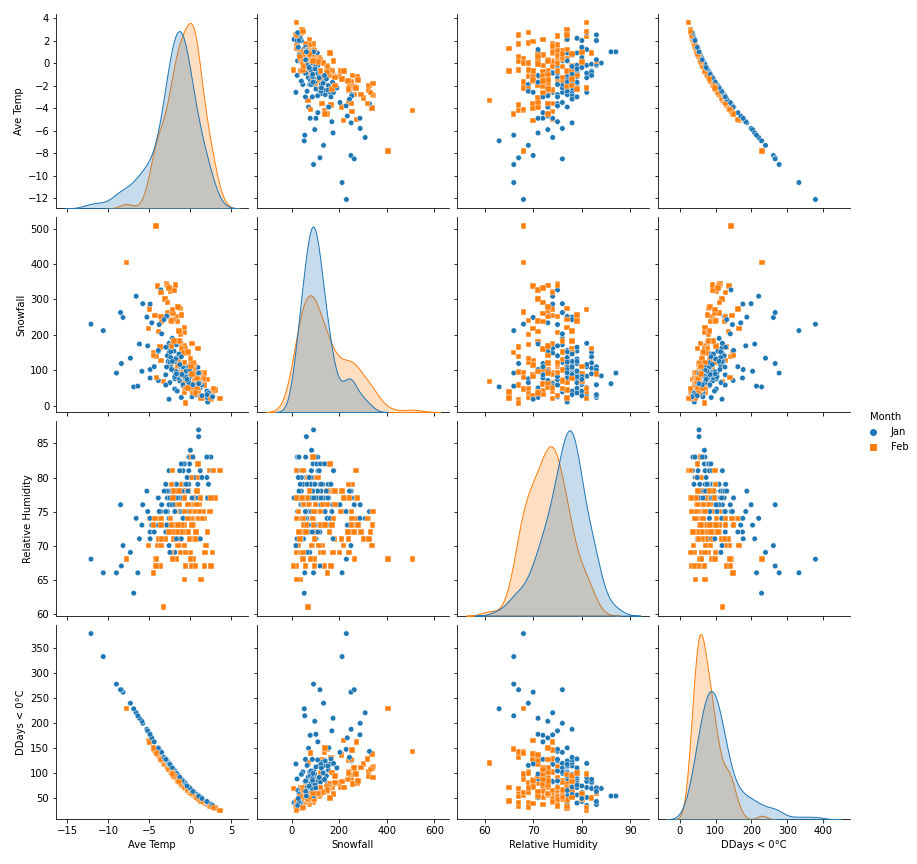 4
2
0
−2
−4
−6
−8
−10
−12
Ave Temp
500
400
300
200
100
0
Snowfall
Month
Jan
Feb
85
80
75
70
65
60
Relative Humidity
350
300
250
200
150
100
50
DDays < 0°C
−15 −10 −5 0 5
0 200 400 600
60 70 80 90
0 100 200 300 400
Ave Temp
Snowfall
Relative Humidity
DDays < 0°C